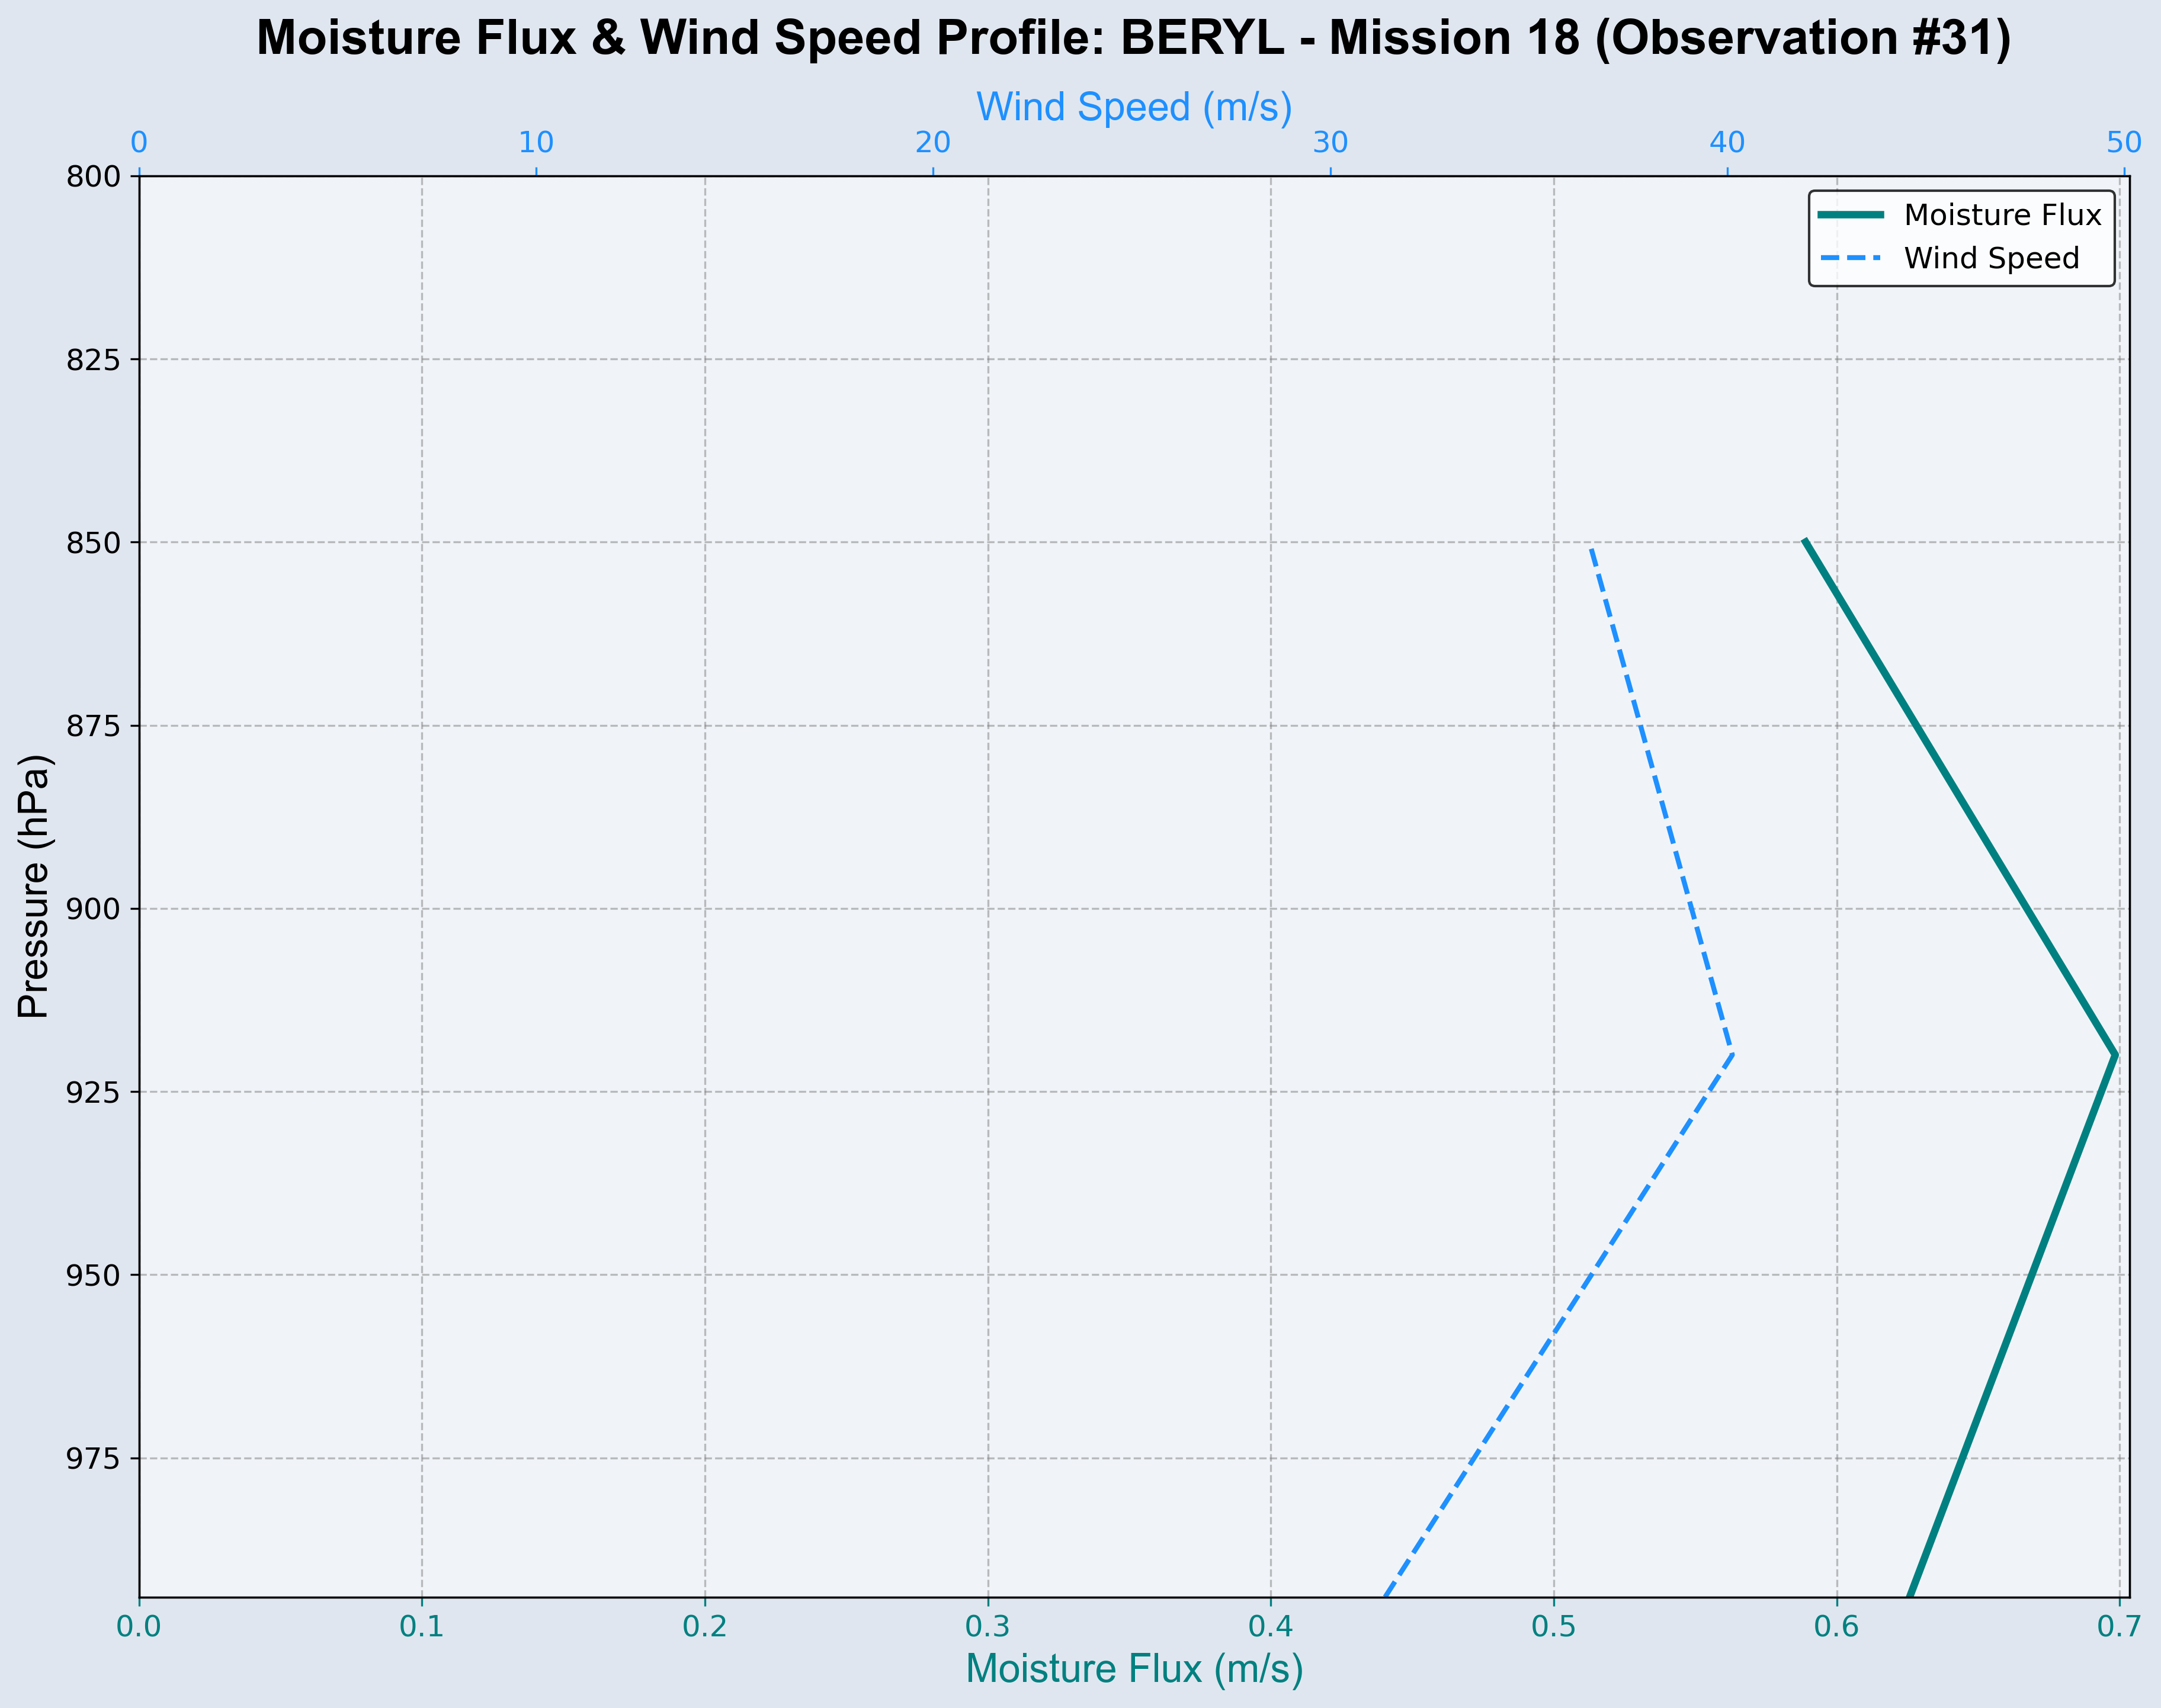 Moisture Flux & Wind Speed Profile: BERYL - Mission 18 (Observation #31)
Wind Speed (m/s)
0 10 20 30 40 50
Moisture Flux
Wind Speed
800
825
850
875
900
925
950
975
Pressure (hPa)
0.0 0.1 0.2 0.3 0.4 0.5 0.6 0.7
Moisture Flux (m/s)